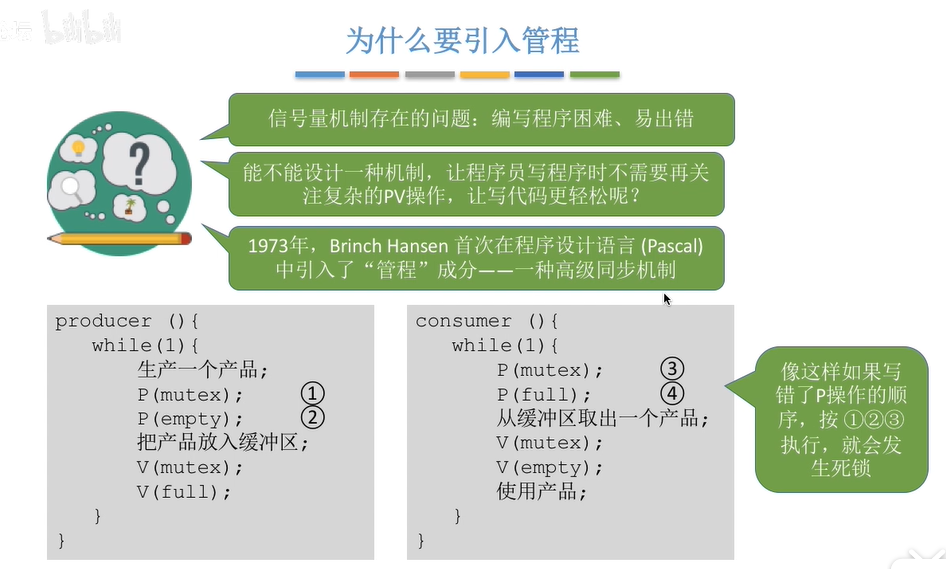 bilibili
为什么要引入管程
信号量机制存在的问题：编写程序困难、易出错
能不能设计一种机制，让程序员写程序时不需要再关
注复杂的PV操作，让写代码更轻松呢？
1973年，Brinch Hansen 首次在程序设计语言 (Pascal)
中引入了“管程”成分——一种高级同步机制
producer (){
while(1){
生产一个产品;
P(mutex); ①
P(empty); ②
把产品放入缓冲区;
V(mutex);
V(full);
}
}
consumer (){
while(1){
P(mutex); ③
P(full); ④
从缓冲区取出一个产品;
V(mutex);
V(empty);
使用产品;
}
}
像这样如果写
错了P操作的顺
序，按 ①②③
执行，就会发
生死锁
?